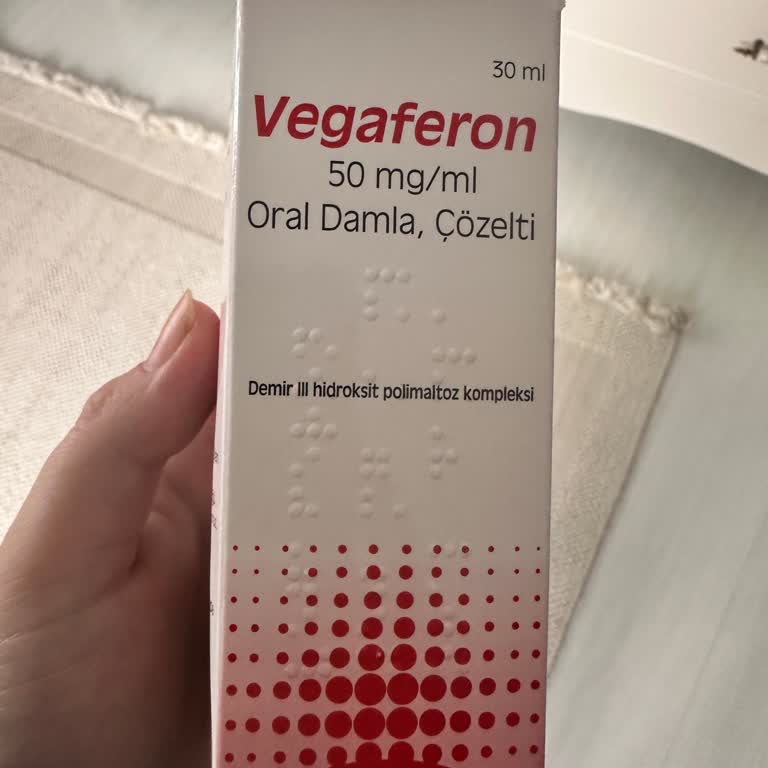 30 ml
Vegaferon
50 mg/ml
Oral Damla, Çözelti
Demir III hidroksit polimaltoz kompleksi